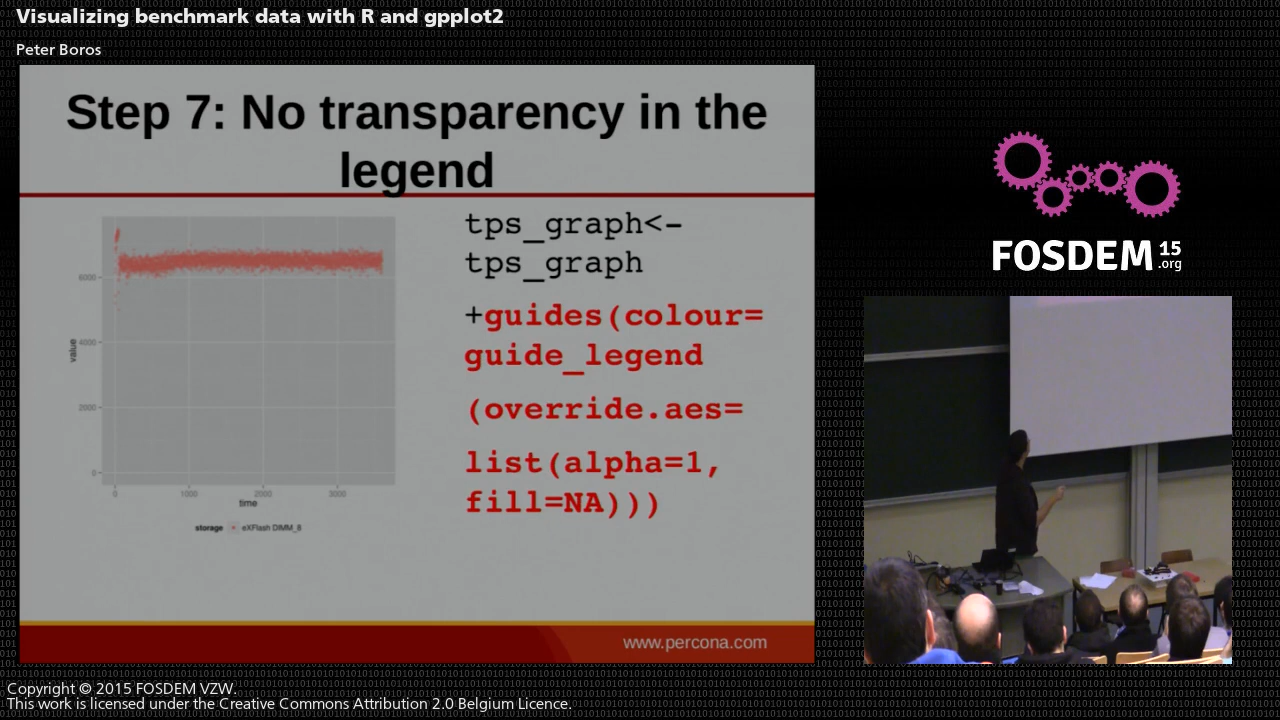 Visualizing benchmark data with R and gpplot2
Peter Boros
Step 7: No transparency in the
legend
tps_graph<-
tps_graph
+guides(colour=
guide_legend
(override.aes=
list(alpha=1,
fill=NA)))
value
6000
4000
2000
0
0 1000 2000 3000
time
storage eXFlash DIMM_8
www.percona.com
FOSDEM 15
.org
Copyright © 2015 FOSDEM VZW.
This work is licensed under the Creative Commons Attribution 2.0 Belgium Licence.